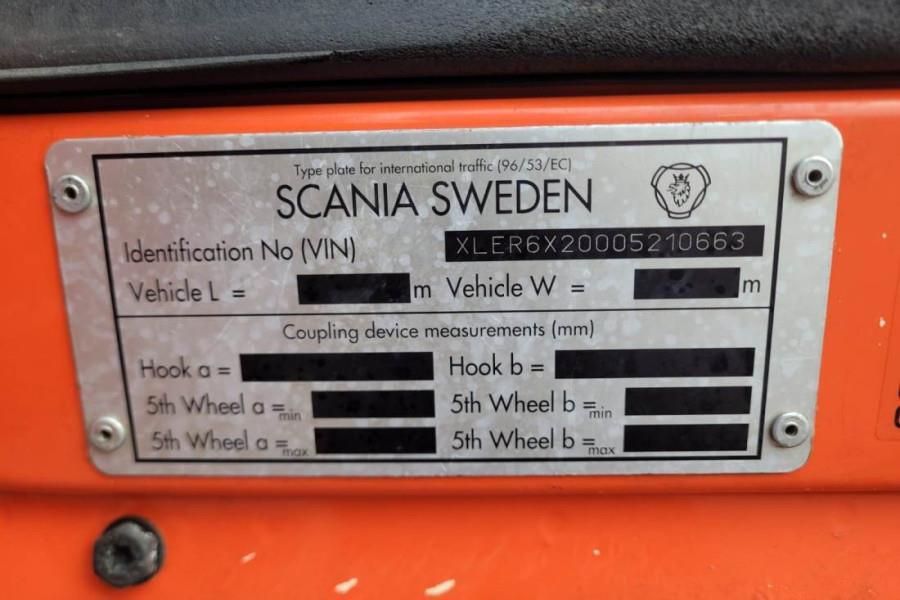 Type plate for international traffic (96/53/EC)
SCANIA SWEDEN
Identification No (VIN) XLER6X20005210663
Vehicle L = m Vehicle W = m
Coupling device measurements (mm)
Hook a = Hook b =
5th Wheel a = min 5th Wheel b = min
5th Wheel a = max 5th Wheel b = max